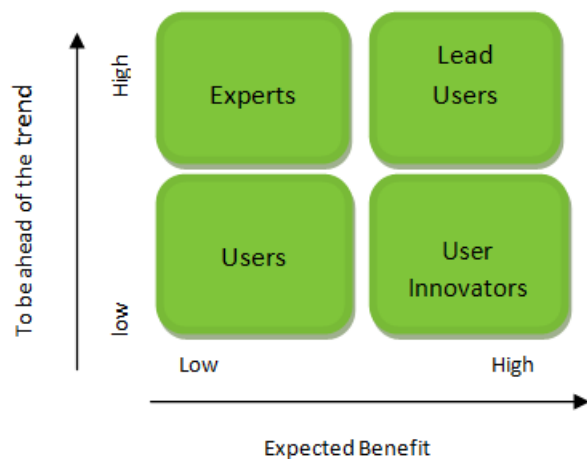 To be ahead of the trend
High
low
Experts
Lead
Users
Users
User
Innovators
Low
High
Expected Benefit